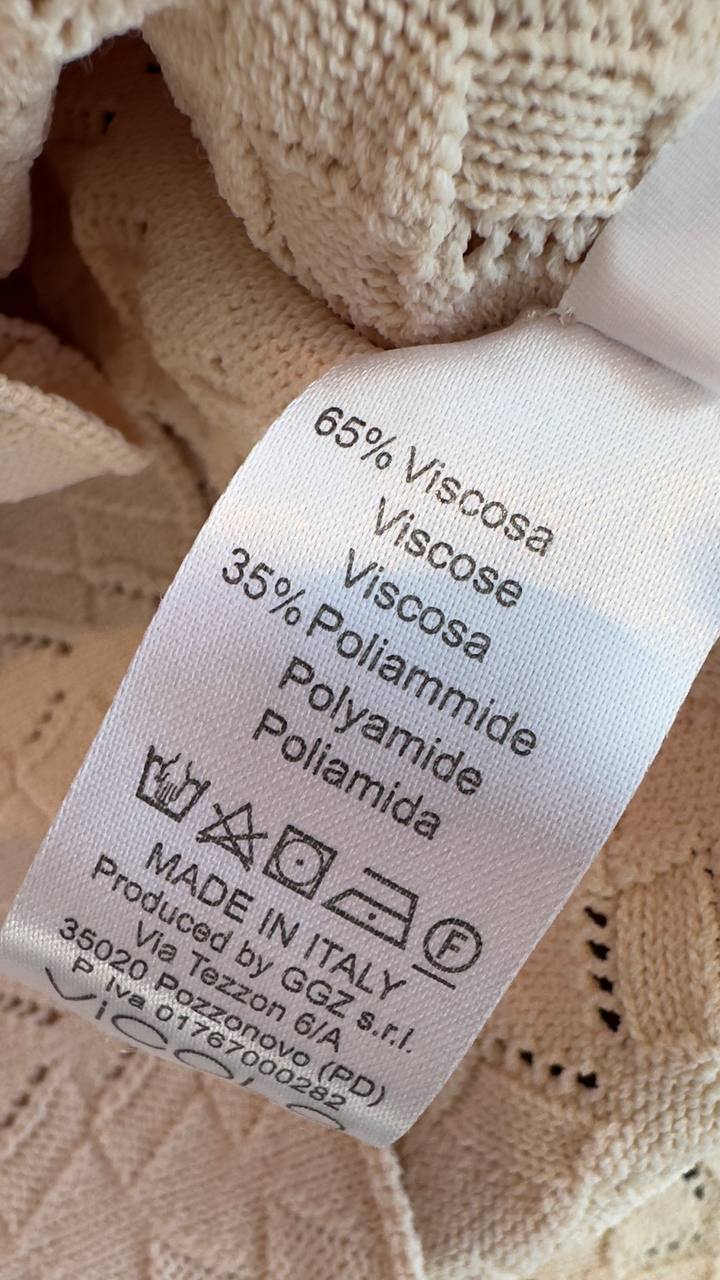 65% Viscosa
Viscose
Viscosa
35% Poliammide
Polyamide
Poliamida
F
MADE IN ITALY
Produced by GGZ s.r.l.
Via Tezzon 6/A
35020 Pozzonovo (PD)
P. Iva 01767000282